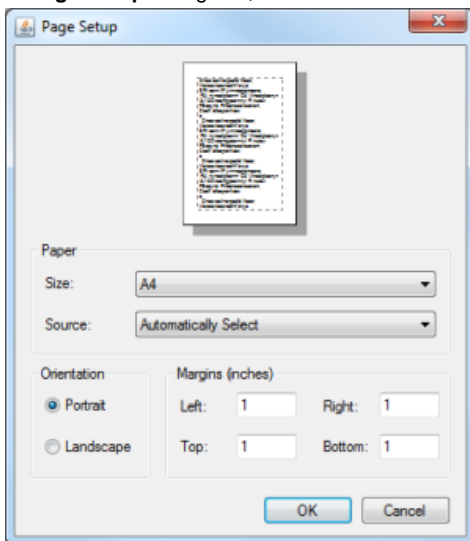 Page Setup
Paper
Size: A4
Source: Automatically Select
Orientation Margins (inches)
Portrait Left: 1 Right: 1
Landscape Top: 1 Bottom: 1
OK Cancel